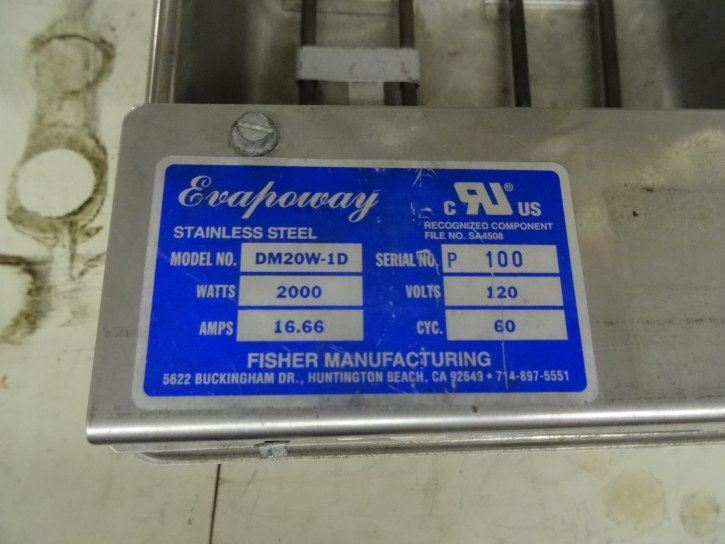 Evapoway
c RU ® US
STAINLESS STEEL
RECOGNIZED COMPONENT
FILE NO. SA4508
MODEL NO. DM20W-1D SERIAL NO. P 100
WATTS 2000 VOLTS 120
AMPS 16.66 CYC. 60
FISHER MANUFACTURING
5622 BUCKINGHAM DR., HUNTINGTON BEACH, CA 92649 • 714-897-5551